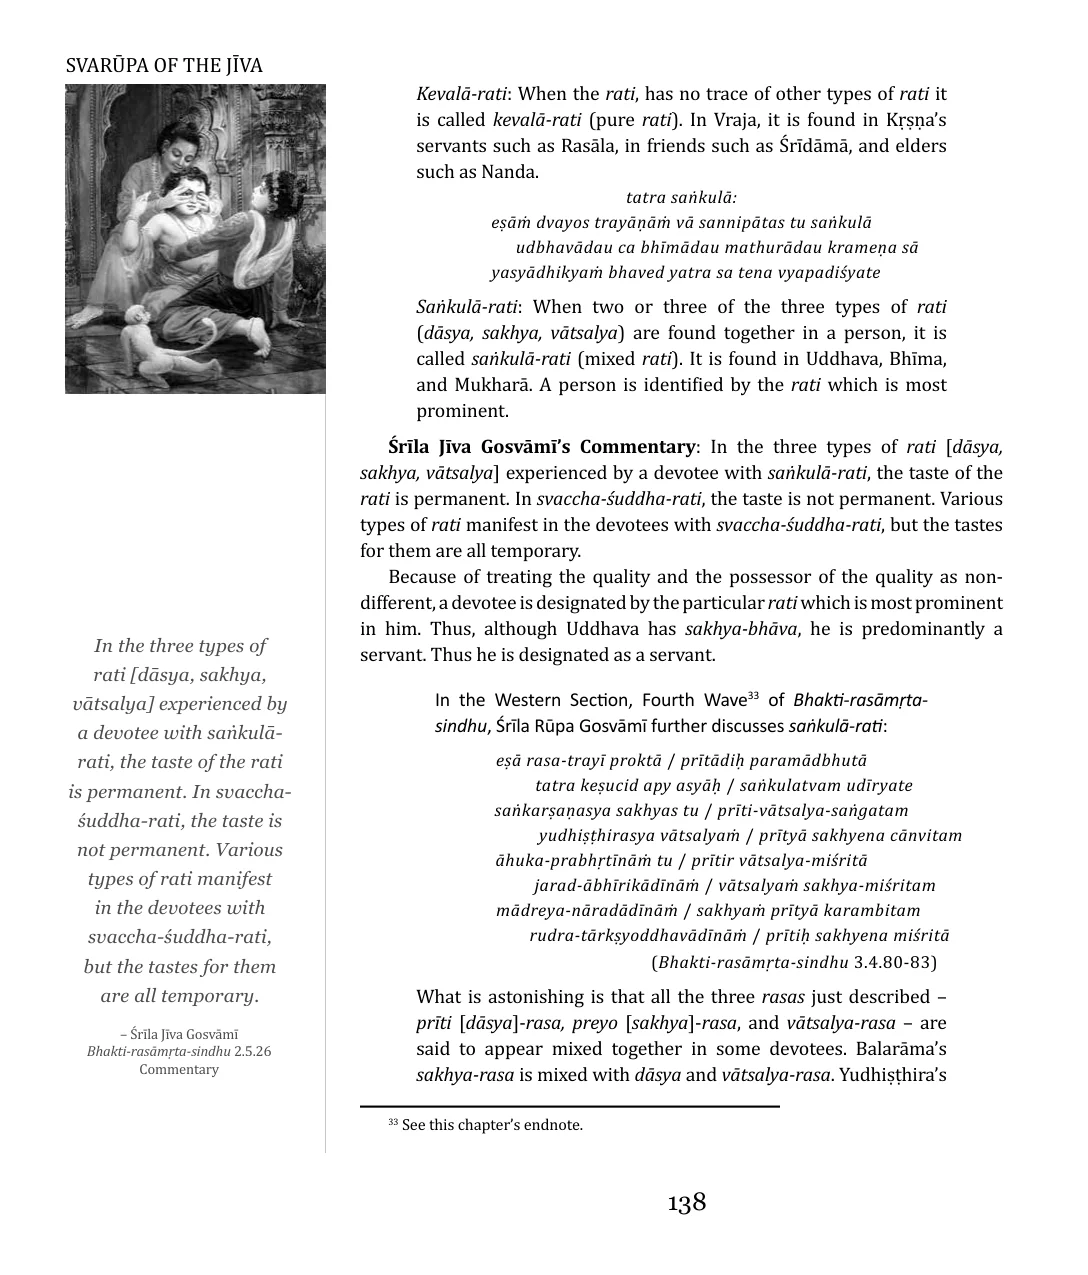 SVARŪPA OF THE JĪVA
Kevalā-rati: When the rati, has no trace of other types of rati it
is called kevalā-rati (pure rati). In Vraja, it is found in Kṛṣṇa’s
servants such as Rasāla, in friends such as Śrīdāmā, and elders
such as Nanda.
tatra saṅkulā:
eṣāṁ dvayos trayāṇāṁ vā sannipātas tu saṅkulā
udbhavādau ca bhīmādau mathurādau krameṇa sā
yasyādhikyaṁ bhaved yatra sa tena vyapadiśyate
Saṅkulā-rati: When two or three of the three types of rati
(dāsya, sakhya, vātsalya) are found together in a person, it is
called saṅkulā-rati (mixed rati). It is found in Uddhava, Bhīma,
and Mukharā. A person is identified by the rati which is most
prominent.
Śrīla Jīva Gosvāmī’s Commentary: In the three types of rati [dāsya,
sakhya, vātsalya] experienced by a devotee with saṅkulā-rati, the taste of the
rati is permanent. In svaccha-śuddha-rati, the taste is not permanent. Various
types of rati manifest in the devotees with svaccha-śuddha-rati, but the tastes
for them are all temporary.
Because of treating the quality and the possessor of the quality as non-
different, a devotee is designated by the particular rati which is most prominent
in him. Thus, although Uddhava has sakhya-bhāva, he is predominantly a
servant. Thus he is designated as a servant.
In the Western Section, Fourth Wave³³ of Bhakti-rasāmṛta-
sindhu, Śrīla Rūpa Gosvāmī further discusses saṅkulā-rati:
eṣā rasa-trayī proktā / prītādiḥ paramādbhutā
tatra keṣucid apy asyāḥ / saṅkulatvam udīryate
saṅkarṣaṇasya sakhyas tu / prīti-vātsalya-saṅgatam
yudhiṣṭhirasya vātsalyaṁ / prītyā sakhyena cānvitam
āhuka-prabhṛtīnāṁ tu / prītir vātsalya-miśritā
jarad-ābhīrikādīnāṁ / vātsalyaṁ sakhya-miśritam
mādreya-nāradādīnāṁ / sakhyaṁ prītyā karambitam
rudra-tārkṣyoddhavādīnāṁ / prītiḥ sakhyena miśritā
(Bhakti-rasāmṛta-sindhu 3.4.80-83)
What is astonishing is that all the three rasas just described –
prīti [dāsya]-rasa, preyo [sakhya]-rasa, and vātsalya-rasa – are
said to appear mixed together in some devotees. Balarāma’s
sakhya-rasa is mixed with dāsya and vātsalya-rasa. Yudhiṣṭhira’s
³³ See this chapter’s endnote.
In the three types of
rati [dāsya, sakhya,
vātsalya] experienced by
a devotee with saṅkulā-
rati, the taste of the rati
is permanent. In svaccha-
śuddha-rati, the taste is
not permanent. Various
types of rati manifest
in the devotees with
svaccha-śuddha-rati,
but the tastes for them
are all temporary.
– Śrīla Jīva Gosvāmī
Bhakti-rasāmṛta-sindhu 2.5.26
Commentary
138